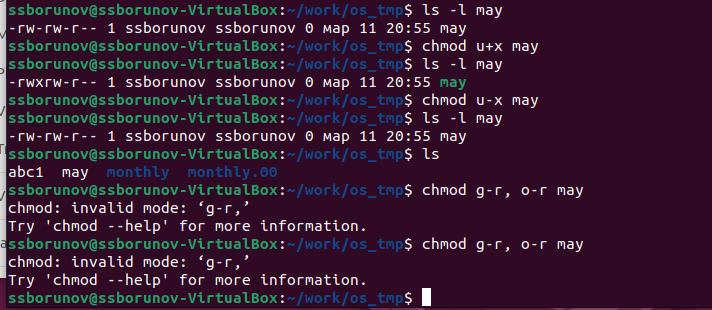 ssborunov@ssborunov-VirtualBox:~/work/os_tmp$ ls -l may
-rw-rw-r-- 1 ssborunov ssborunov 0 мар 11 20:55 may
ssborunov@ssborunov-VirtualBox:~/work/os_tmp$ chmod u+x may
ssborunov@ssborunov-VirtualBox:~/work/os_tmp$ ls -l may
-rwxrw-r-- 1 ssborunov ssborunov 0 мар 11 20:55 may
ssborunov@ssborunov-VirtualBox:~/work/os_tmp$ chmod u-x may
ssborunov@ssborunov-VirtualBox:~/work/os_tmp$ ls -l may
-rw-rw-r-- 1 ssborunov ssborunov 0 мар 11 20:55 may
ssborunov@ssborunov-VirtualBox:~/work/os_tmp$ ls
abc1  may  monthly  monthly.00
ssborunov@ssborunov-VirtualBox:~/work/os_tmp$ chmod g-r, o-r may
chmod: invalid mode: ‘g-r,’
Try 'chmod --help' for more information.
ssborunov@ssborunov-VirtualBox:~/work/os_tmp$ chmod g-r, o-r may
chmod: invalid mode: ‘g-r,’
Try 'chmod --help' for more information.
ssborunov@ssborunov-VirtualBox:~/work/os_tmp$